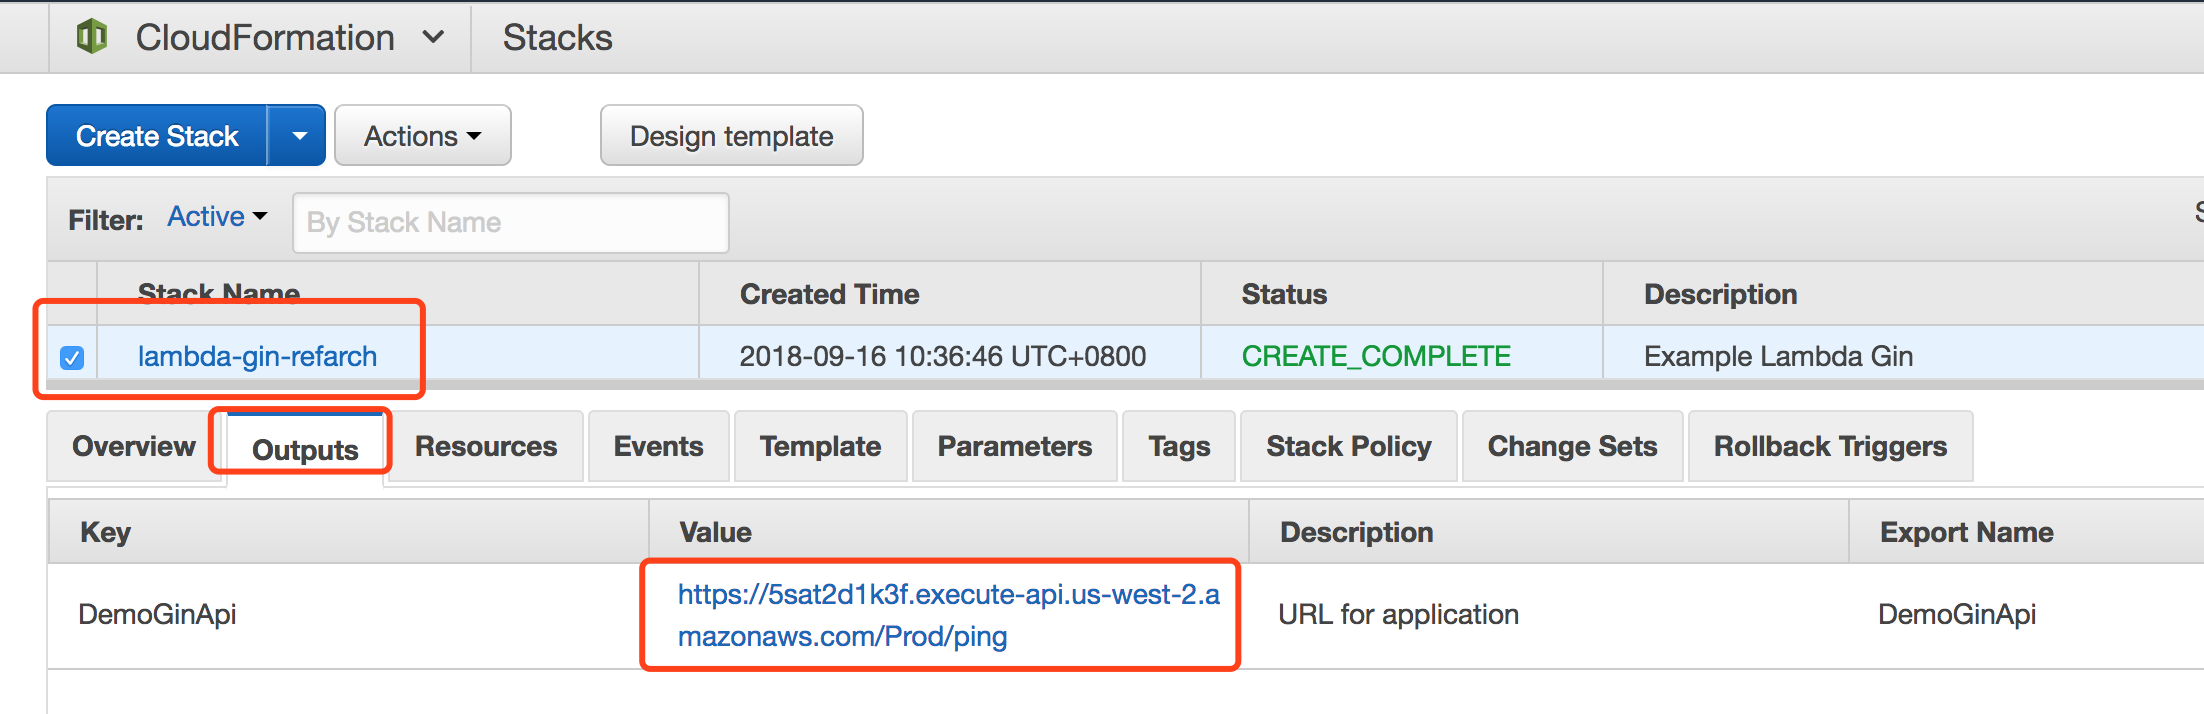 CloudFormation Stacks
Create Stack Actions Design template
Filter: Active By Stack Name
Stack Name Created Time Status Description
lambda-gin-refarch 2018-09-16 10:36:46 UTC+0800 CREATE_COMPLETE Example Lambda Gin
Overview Outputs Resources Events Template Parameters Tags Stack Policy Change Sets Rollback Triggers
Key Value Description Export Name
DemoGinApi https://5sat2d1k3f.execute-api.us-west-2.a URL for application DemoGinApi
mazonaws.com/Prod/ping